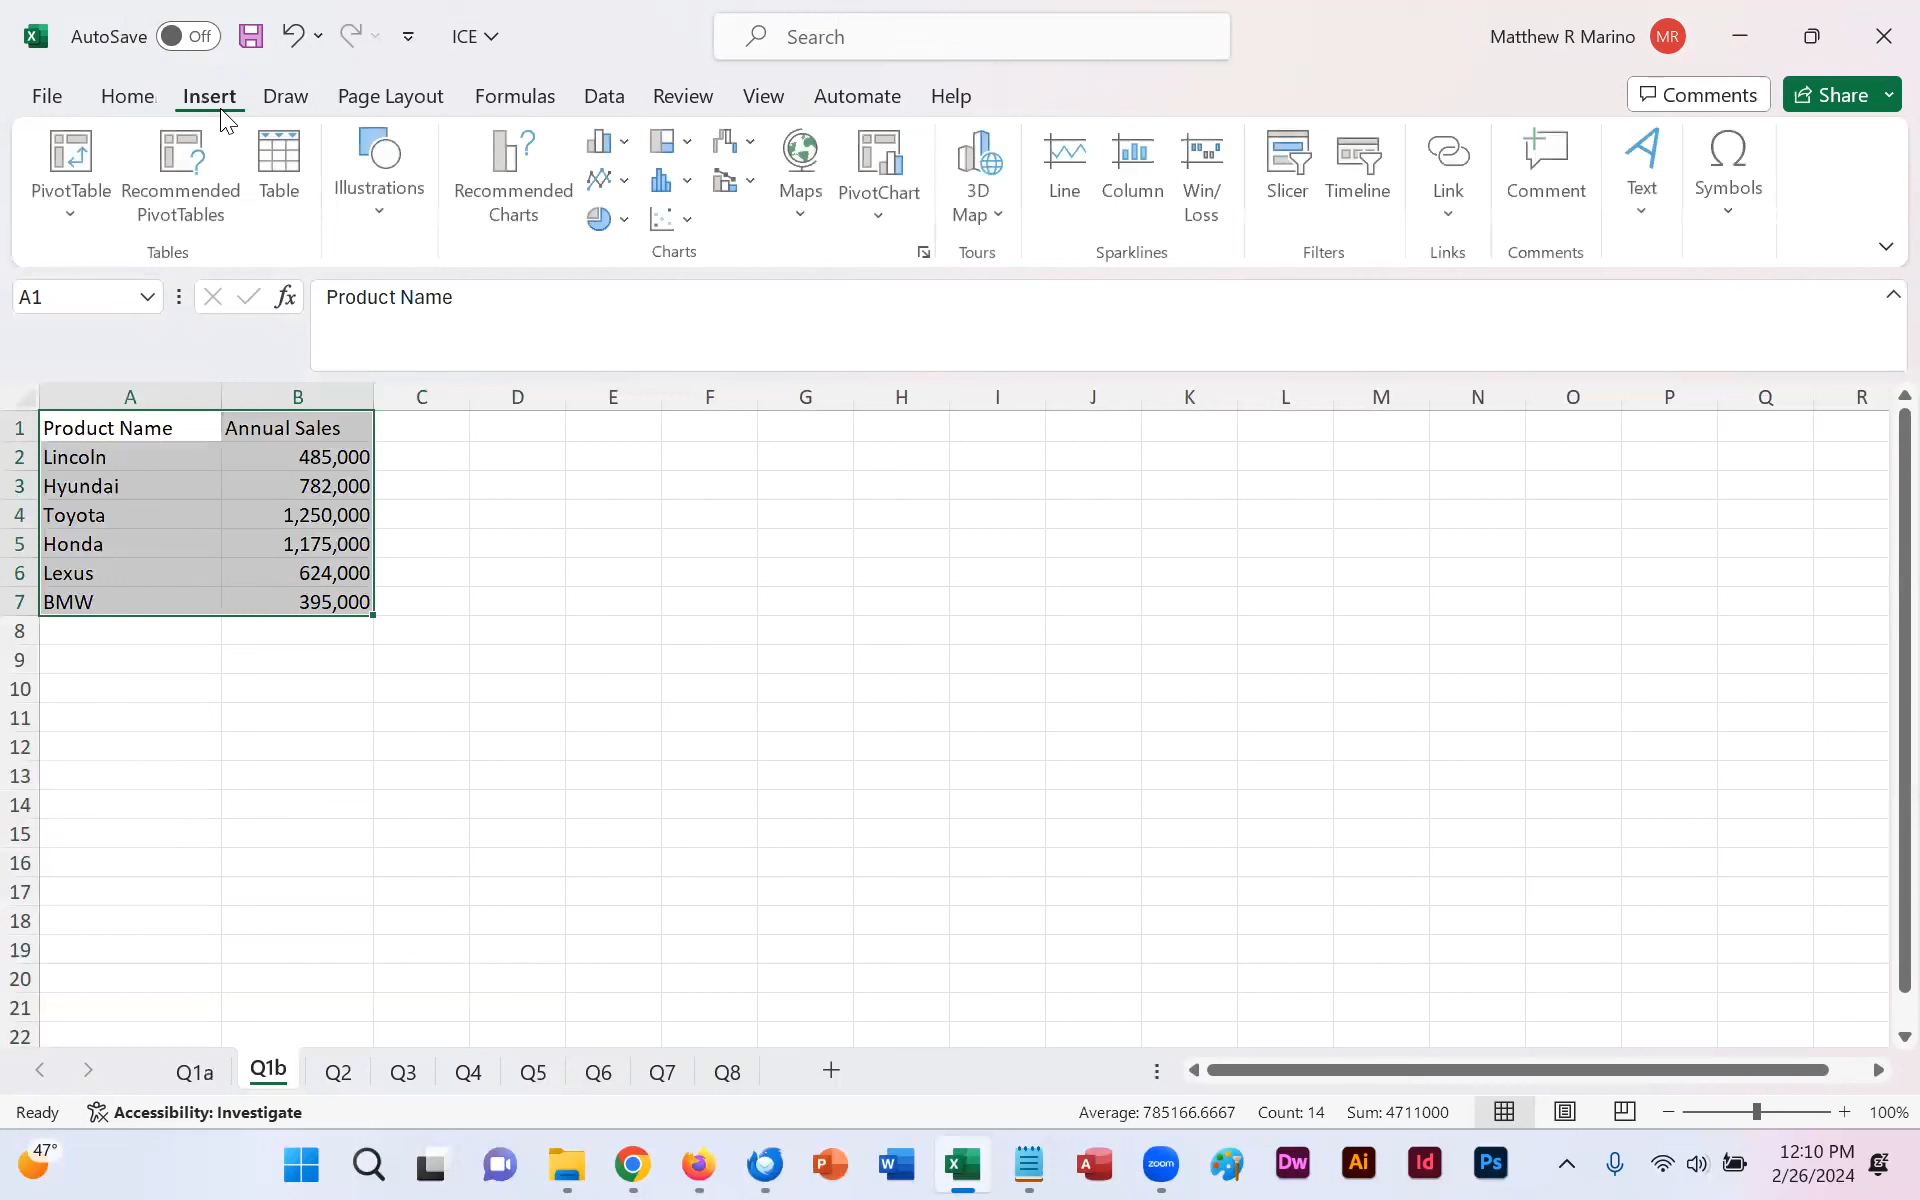 AutoSave Off ICE Search Matthew R Marino MR
File Home Insert Draw Page Layout Formulas Data Review View Automate Help Comments Share
PivotTable Recommended PivotTables Table Illustrations Recommended Charts Maps PivotChart 3D Map Line Column Win/Loss Slicer Timeline Link Comment Text Symbols
Tables Charts Tours Sparklines Filters Links Comments
A1 fx Product Name
A B C D E F G H I J K L M N O P Q R
1 Product Name Annual Sales
2 Lincoln 485,000
3 Hyundai 782,000
4 Toyota 1,250,000
5 Honda 1,175,000
6 Lexus 624,000
7 BMW 395,000
8
9
10
11
12
13
14
15
16
17
18
19
20
21
22
Q1a Q1b Q2 Q3 Q4 Q5 Q6 Q7 Q8
Ready Accessibility: Investigate Average: 785166.6667 Count: 14 Sum: 4711000 100%
47° zoom Dw Ai Id Ps 12:10 PM
2/26/2024